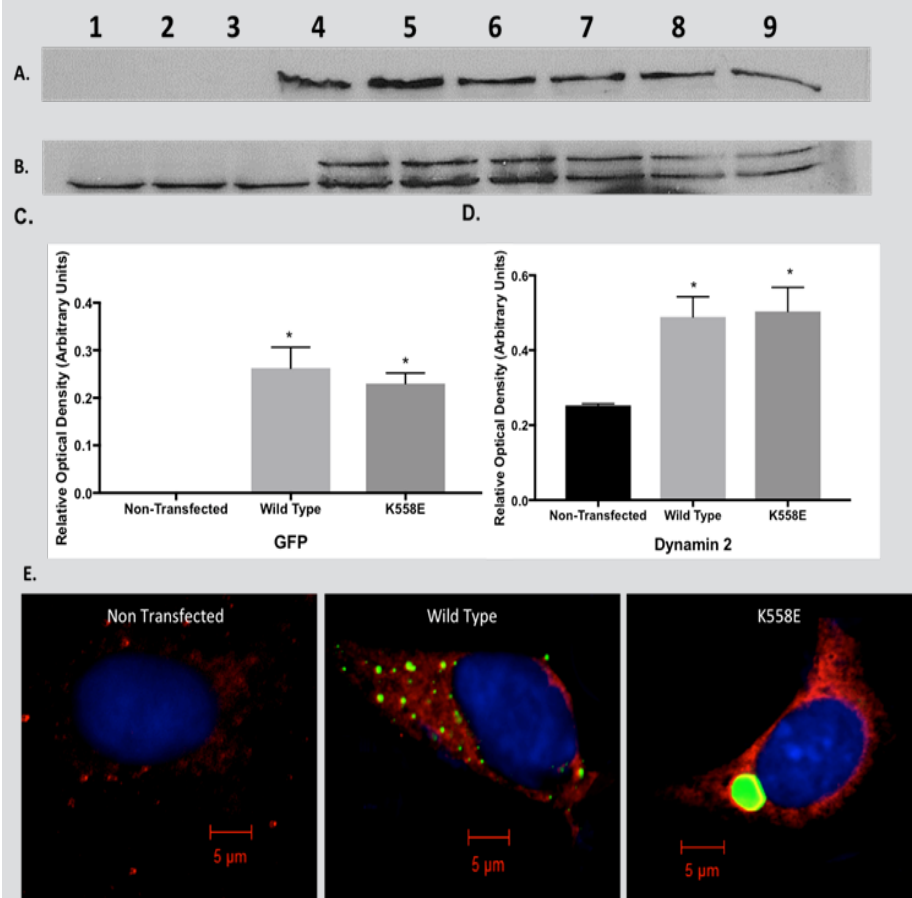 1 2 3 4 5 6 7 8 9
A.
B.
C.
D.
Relative Optical Density (Arbitrary Units)
0.4
0.3
0.2
0.1
0.0
*
*
Non-Transfected Wild Type K558E
GFP
Relative Optical Density (Arbitrary Units)
0.6
0.4
0.2
0.0
*
*
Non-Transfected Wild Type K558E
Dynamin 2
E.
Non Transfected
5 μm
Wild Type
5 μm
K558E
5 μm